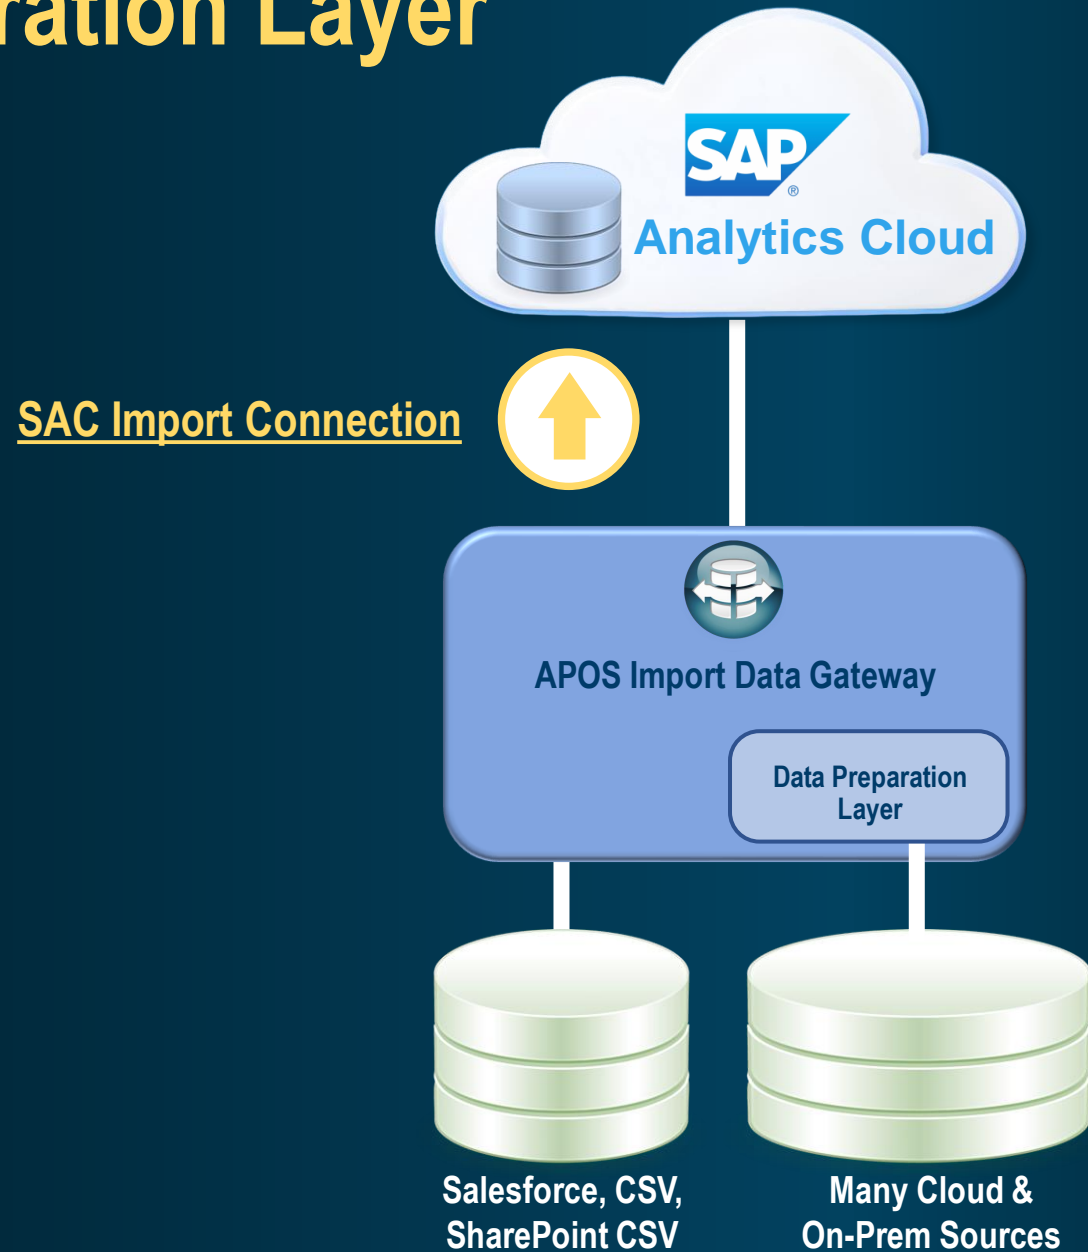 ration Layer
SAP
®
Analytics Cloud
SAC Import Connection
APOS Import Data Gateway
Data Preparation
Layer
Salesforce, CSV,
SharePoint CSV
Many Cloud &
On-Prem Sources